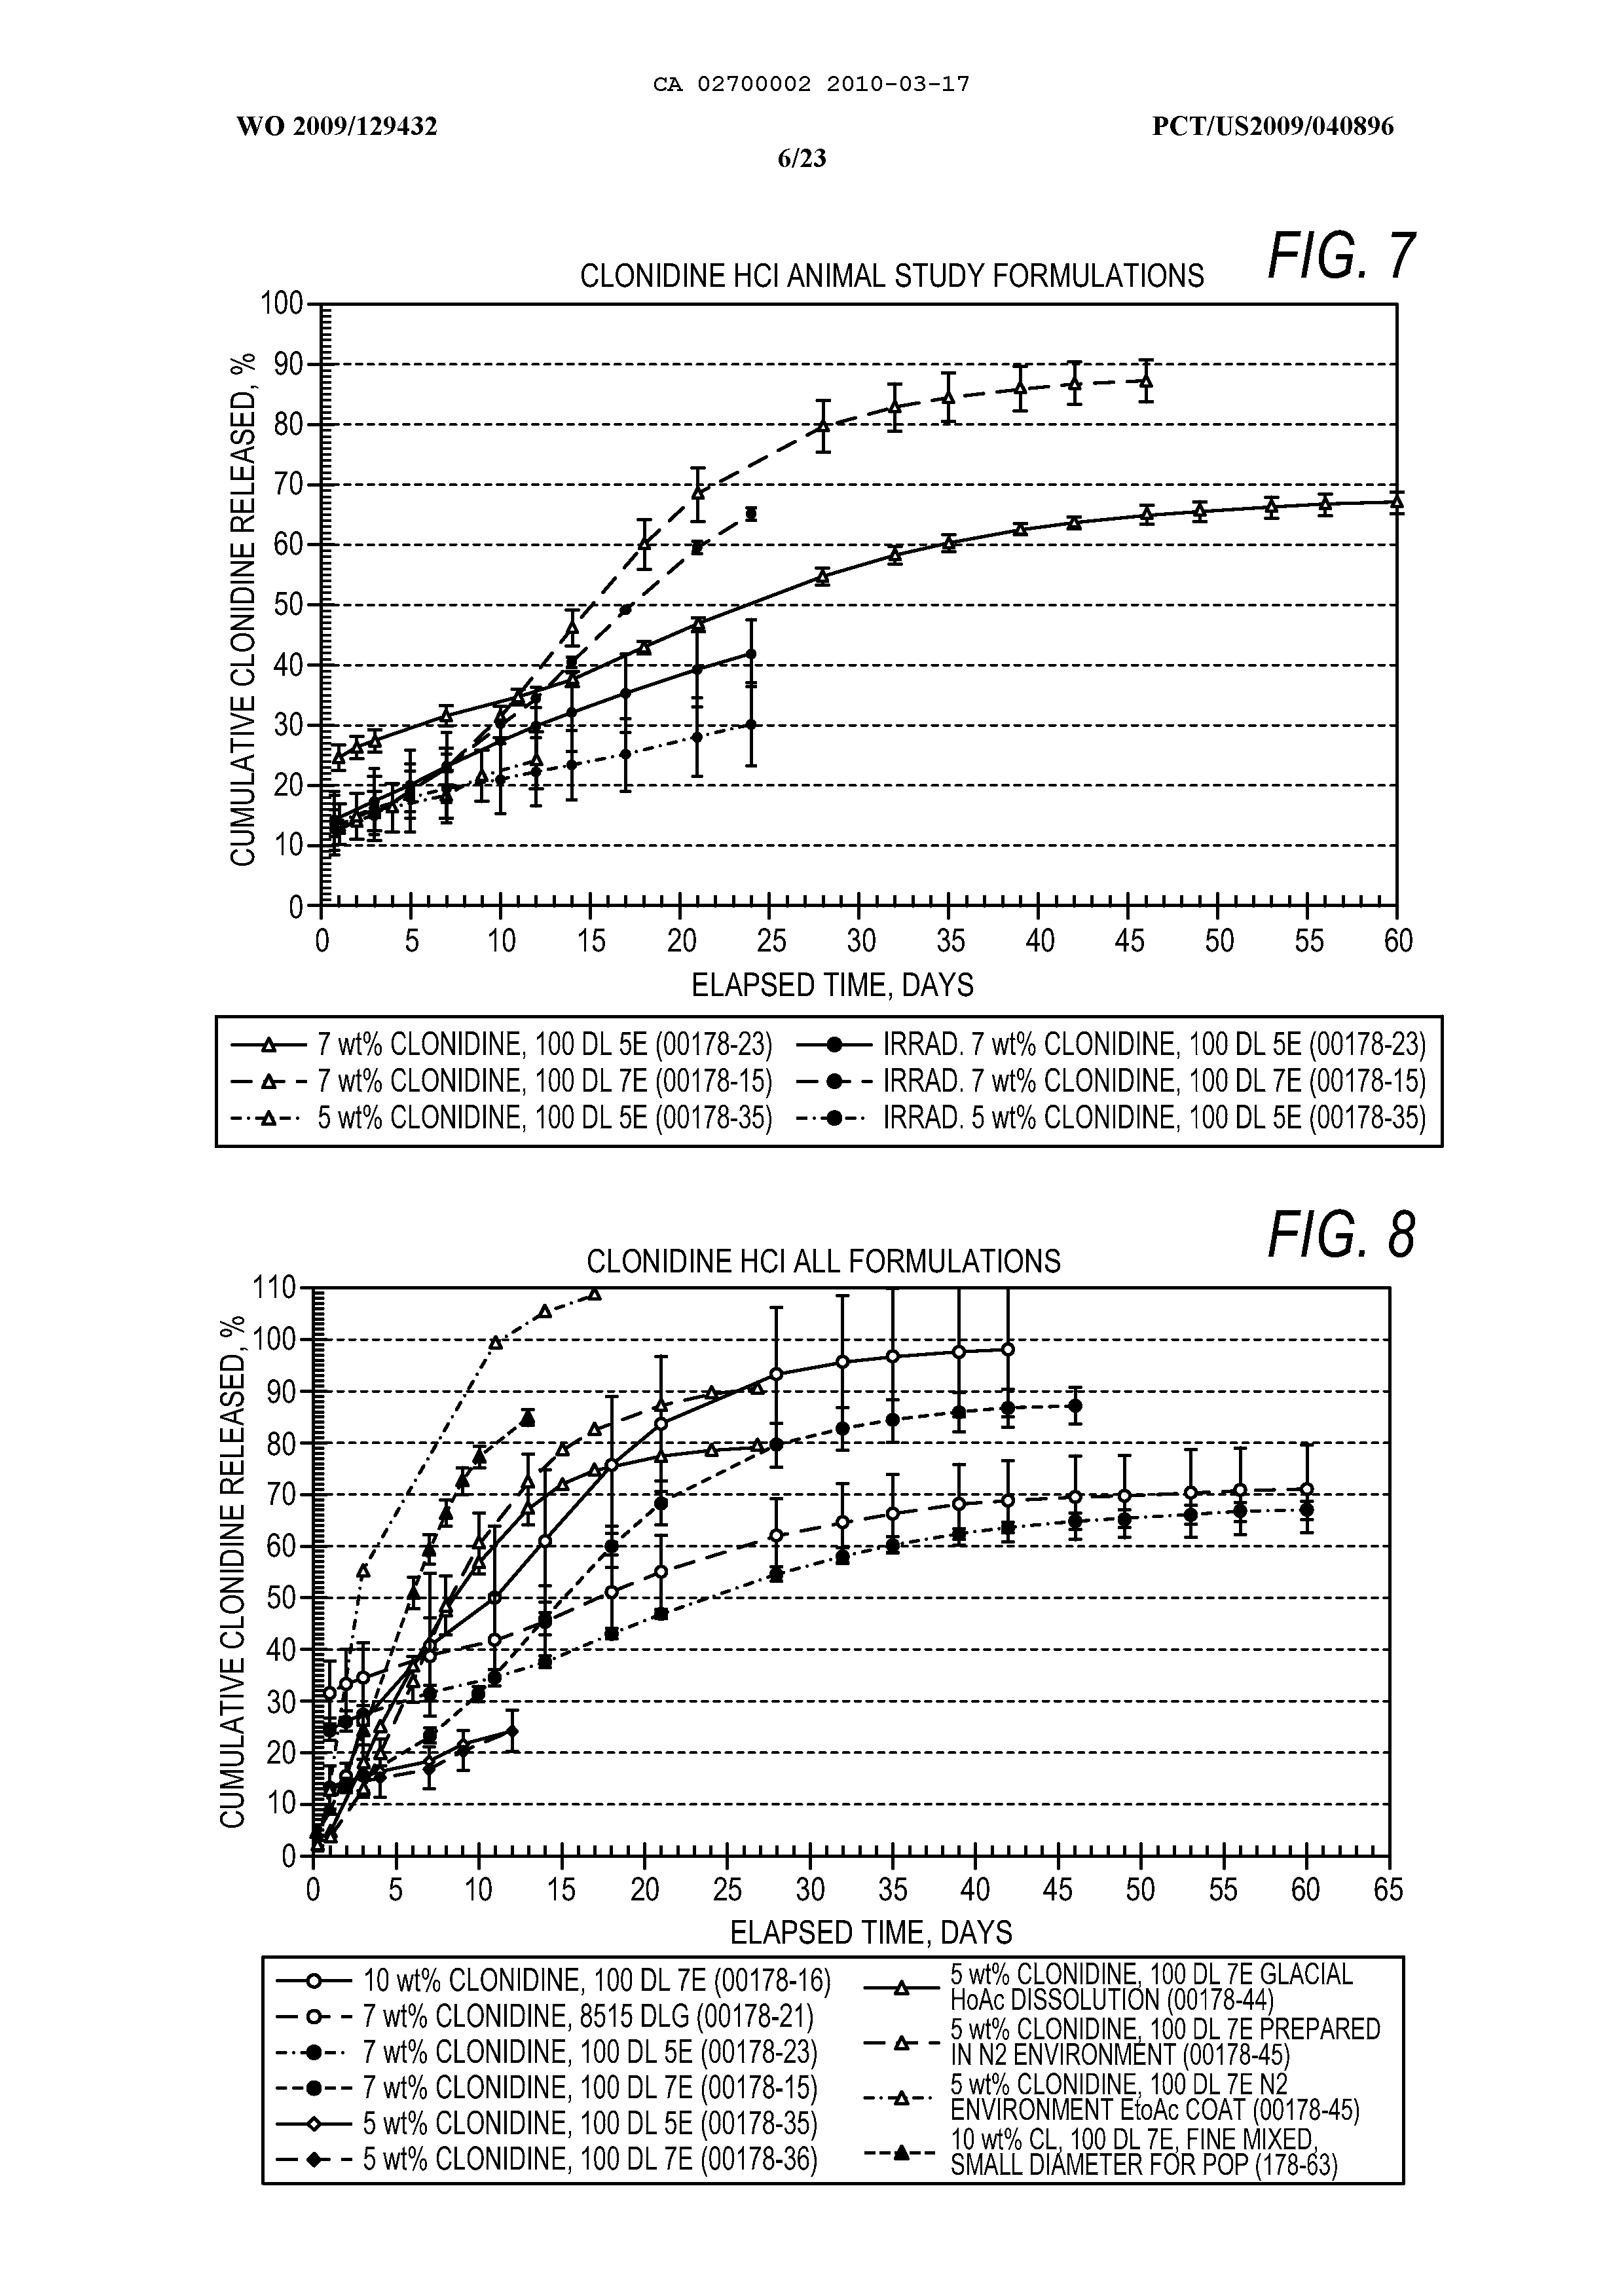 CA 02700002 2010-03-17
WO 2009/129432
PCT/US2009/040896
6/23
FIG. 7
CLONIDINE HCl ANIMAL STUDY FORMULATIONS
CUMULATIVE CLONIDINE RELEASED, %
100
90
80
70
60
50
40
30
20
10
0
0 5 10 15 20 25 30 35 40 45 50 55 60
ELAPSED TIME, DAYS
7 wt% CLONIDINE, 100 DL 5E (00178-23)
7 wt% CLONIDINE, 100 DL 7E (00178-15)
5 wt% CLONIDINE, 100 DL 5E (00178-35)
IRRAD. 7 wt% CLONIDINE, 100 DL 5E (00178-23)
IRRAD. 7 wt% CLONIDINE, 100 DL 7E (00178-15)
IRRAD. 5 wt% CLONIDINE, 100 DL 5E (00178-35)
FIG. 8
CLONIDINE HCl ALL FORMULATIONS
CUMULATIVE CLONIDINE RELEASED, %
110
100
90
80
70
60
50
40
30
20
10
0
0 5 10 15 20 25 30 35 40 45 50 55 60 65
ELAPSED TIME, DAYS
10 wt% CLONIDINE, 100 DL 7E (00178-16)
7 wt% CLONIDINE, 8515 DLG (00178-21)
7 wt% CLONIDINE, 100 DL 5E (00178-23)
7 wt% CLONIDINE, 100 DL 7E (00178-15)
5 wt% CLONIDINE, 100 DL 5E (00178-35)
5 wt% CLONIDINE, 100 DL 7E (00178-36)
5 wt% CLONIDINE, 100 DL 7E GLACIAL
HoAc DISSOLUTION (00178-44)
5 wt% CLONIDINE, 100 DL 7E PREPARED
IN N2 ENVIRONMENT (00178-45)
5 wt% CLONIDINE, 100 DL 7E N2
ENVIRONMENT EtoAc COAT (00178-45)
10 wt% CL, 100 DL 7E, FINE MIXED,
SMALL DIAMETER FOR POP (178-63)